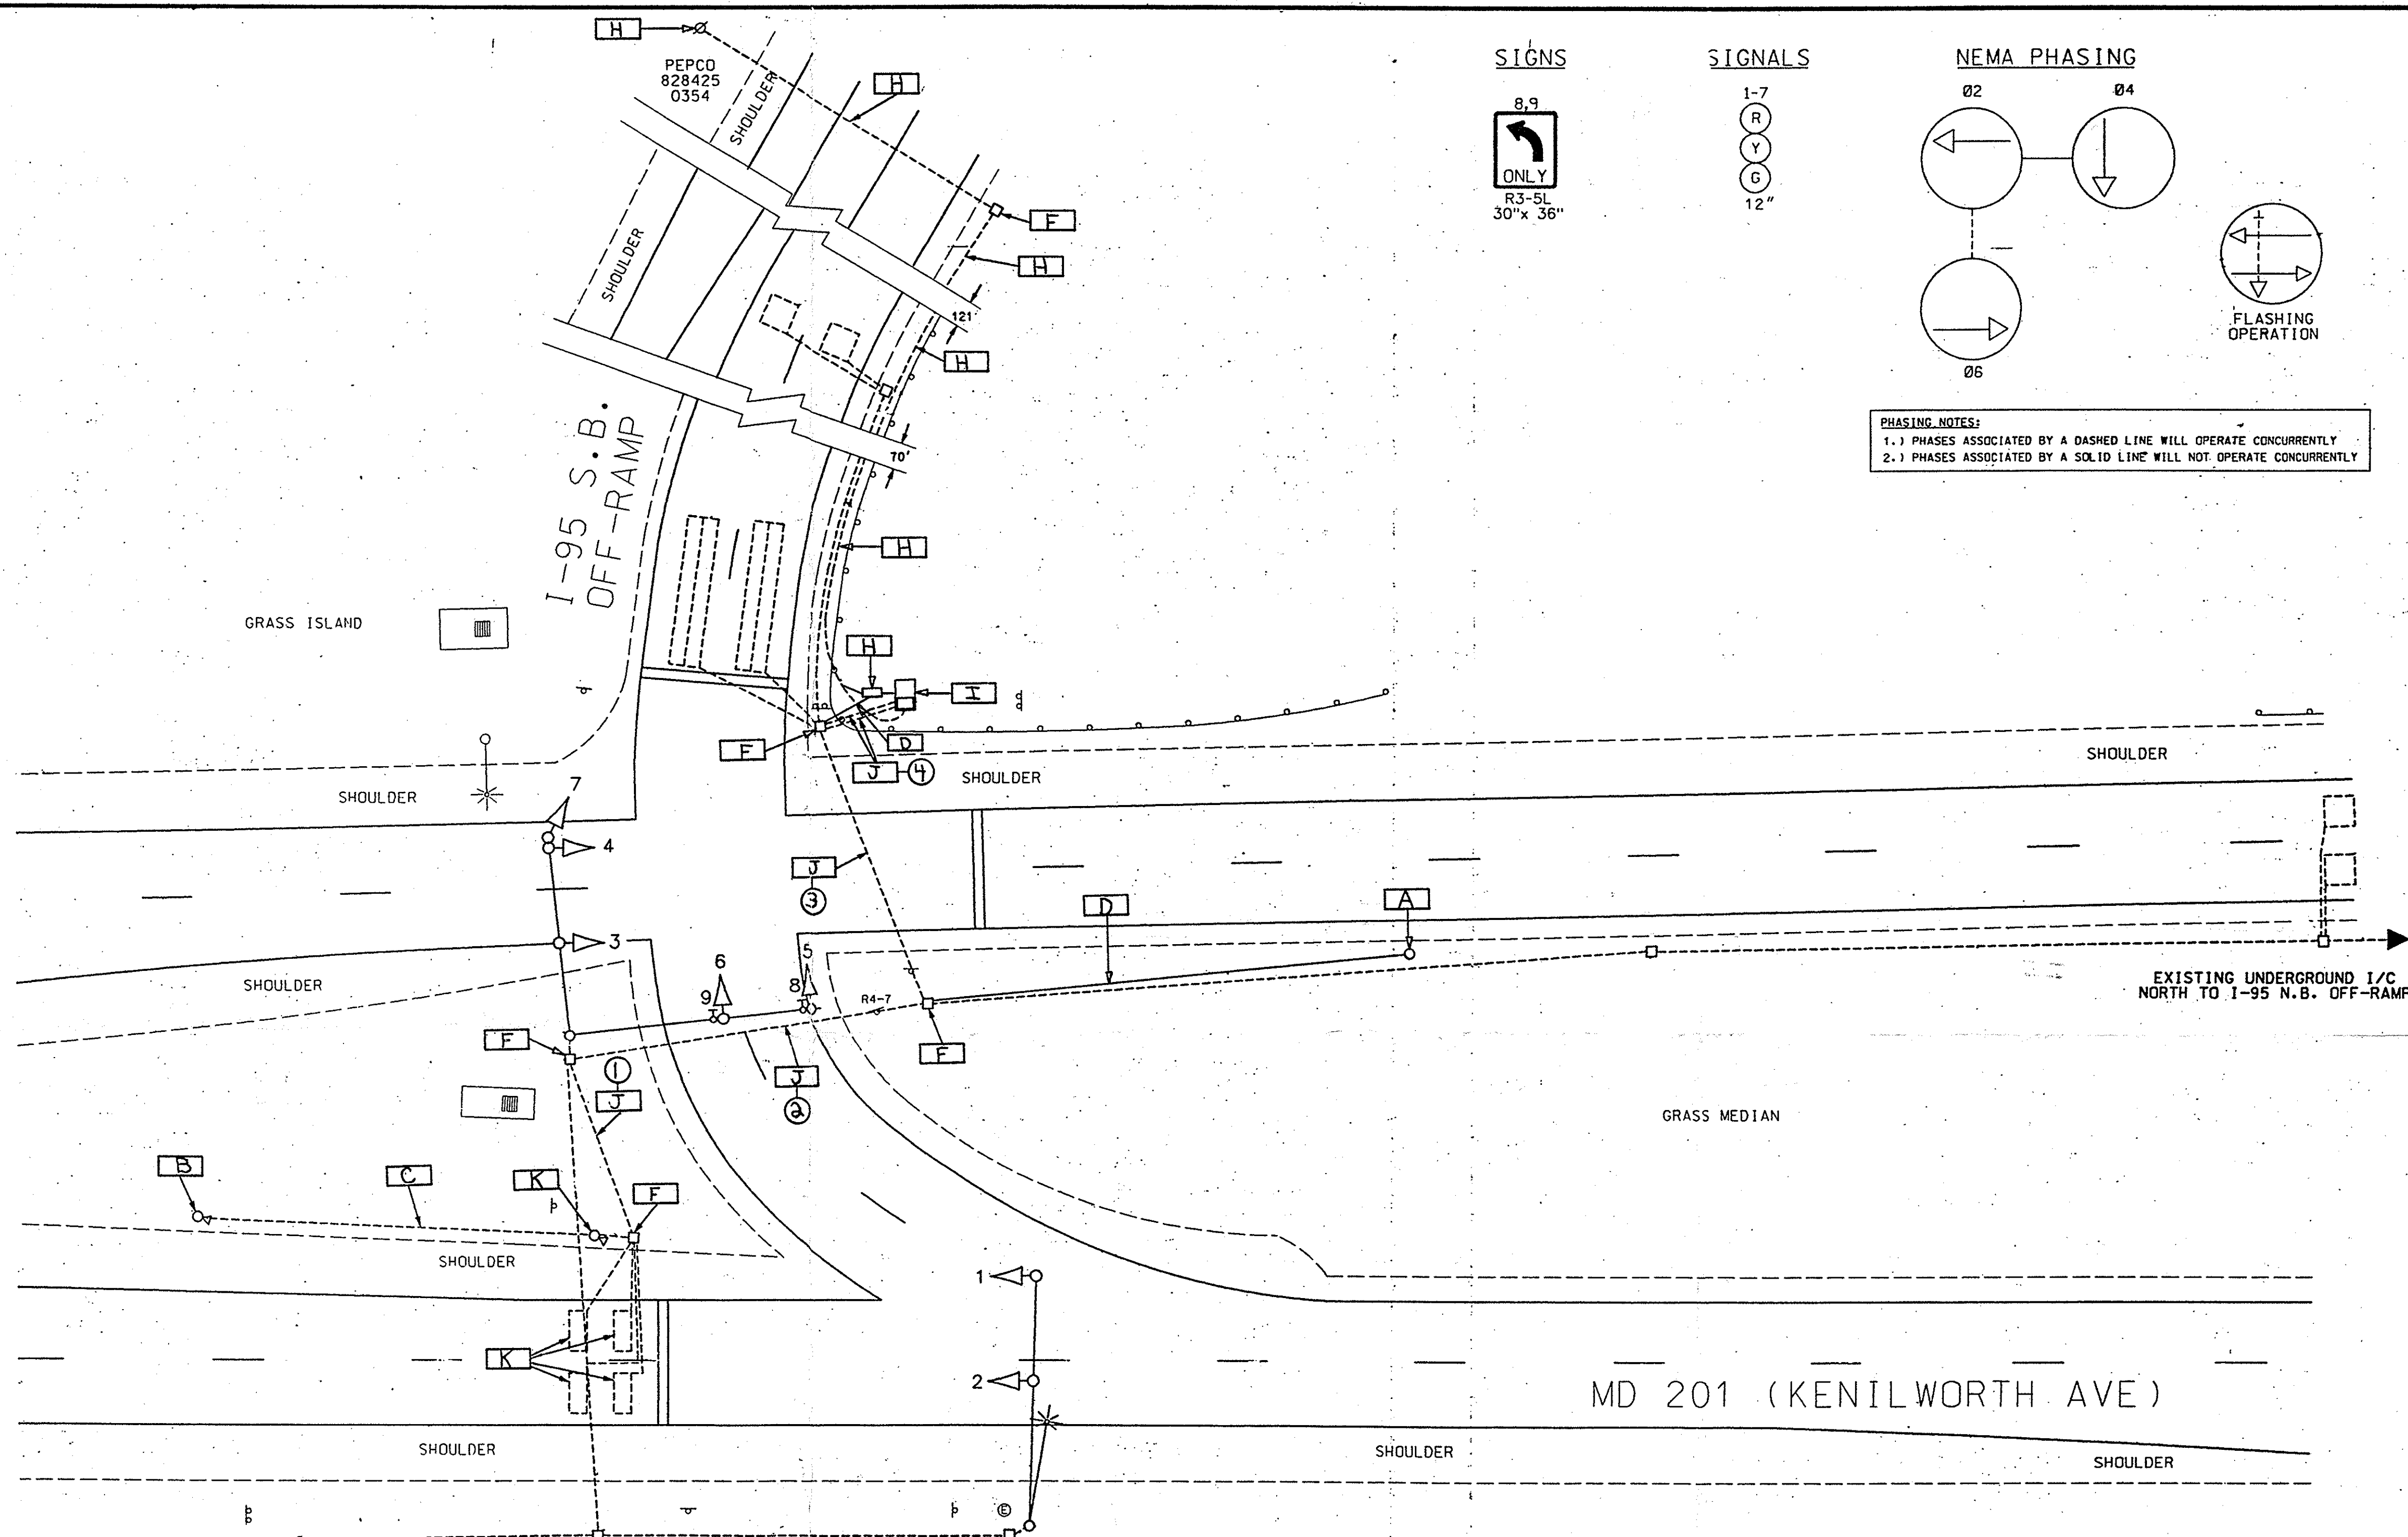 SIGNS
8,9
ONLY
R3-5L
30"x 36"
SIGNALS
1-7
R
Y
G
12"
NEMA PHASING
Ø2
Ø4
Ø6
FLASHING
OPERATION
PHASING NOTES:
1.) PHASES ASSOCIATED BY A DASHED LINE WILL OPERATE CONCURRENTLY
2.) PHASES ASSOCIATED BY A SOLID LINE WILL NOT OPERATE CONCURRENTLY
H
PEPCO
828425
0354
SHOULDER
H
F
H
SHOULDER
121'
H
70'
I-95 S.B.
OFF-RAMP
H
GRASS ISLAND
H
I
F
D
J 4
SHOULDER
SHOULDER
SHOULDER
7
4
J
3
D
A
3
SHOULDER
6
5
9
8
R4-7
EXISTING UNDERGROUND I/C
NORTH TO I-95 N.B. OFF-RAMP
F
F
1
J
J
2
GRASS MEDIAN
B
C
K
F
SHOULDER
1
K
2
MD 201 (KENILWORTH AVE)
SHOULDER
SHOULDER
SHOULDER
E